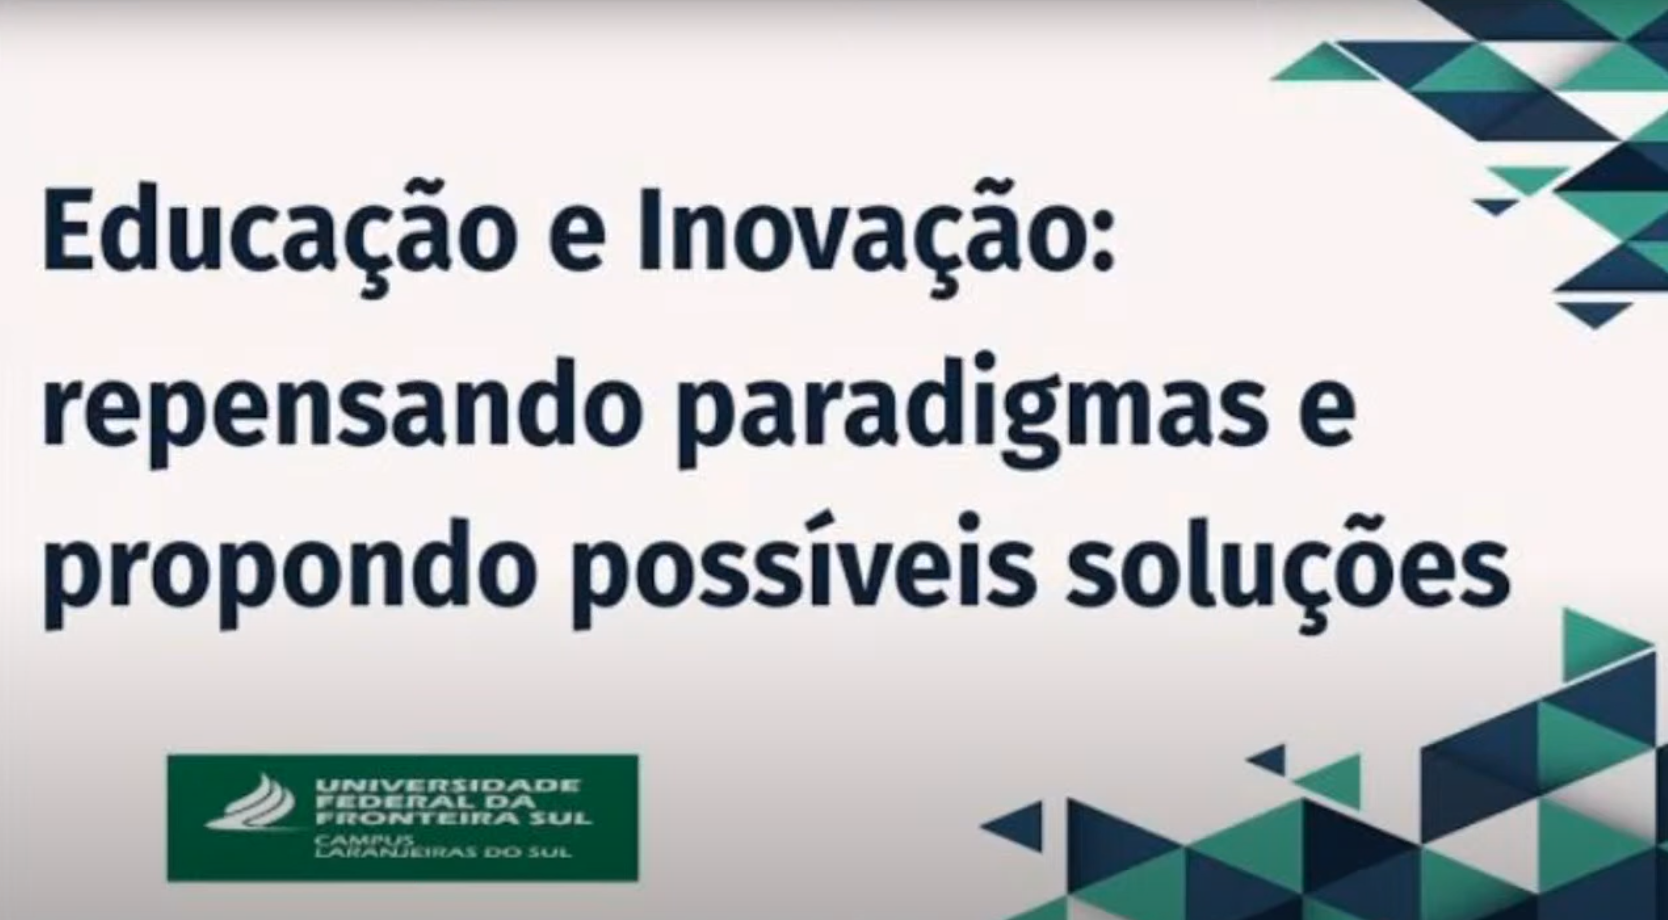 Educação e Inovação:
repensando paradigmas e
propondo possíveis soluções
UNIVERSIDADE
FEDERAL DA
FRONTEIRA SUL
CAMPUS
LARANJEIRAS DO SUL